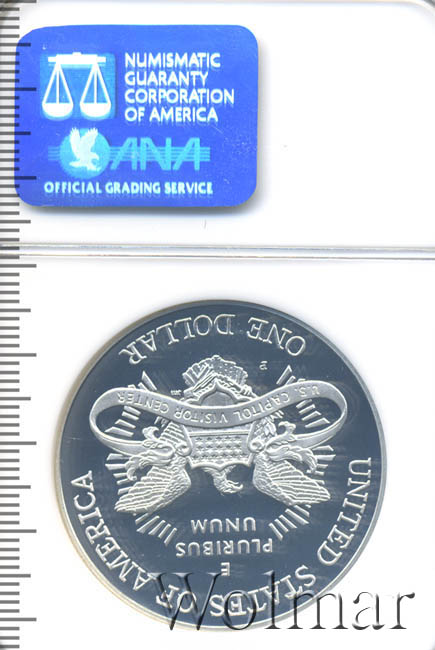 NUMISMATIC
GUARANTY
CORPORATION
OF AMERICA
ANA
OFFICIAL GRADING SERVICE
UNITED STATES OF AMERICA
E
PLURIBUS
UNUM
U.S. CAPITOL VISITOR CENTER
P
ONE DOLLAR
Wolmar